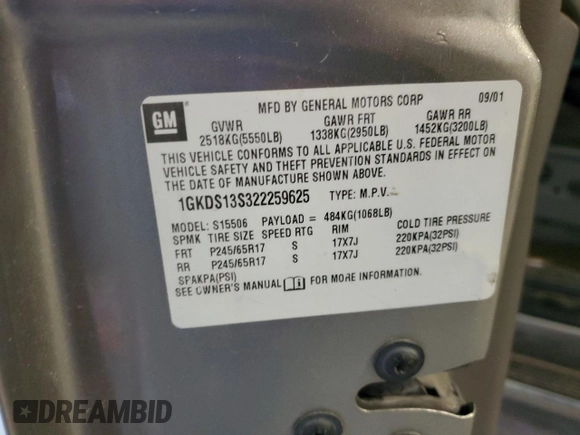 MFD BY GENERAL MOTORS CORP 09/01
GM
GVWR GAWR FRT GAWR RR
2518KG(5550LB) 1338KG(2950LB) 1452KG(3200LB)
THIS VEHICLE CONFORMS TO ALL APPLICABLE U.S. FEDERAL MOTOR
VEHICLE SAFETY AND THEFT PREVENTION STANDARDS IN EFFECT ON
THE DATE OF MANUFACTURE SHOWN ABOVE.
1GKDS13S322259625 TYPE: M.P.V.
MODEL: S15506 PAYLOAD = 484KG(1068LB)
SPMK TIRE SIZE SPEED RTG RIM COLD TIRE PRESSURE
FRT P245/65R17 S 17X7J 220KPA(32PSI)
RR P245/65R17 S 17X7J 220KPA(32PSI)
SPAKPA(PSI)
SEE OWNER'S MANUAL FOR MORE INFORMATION.
DREAMBID